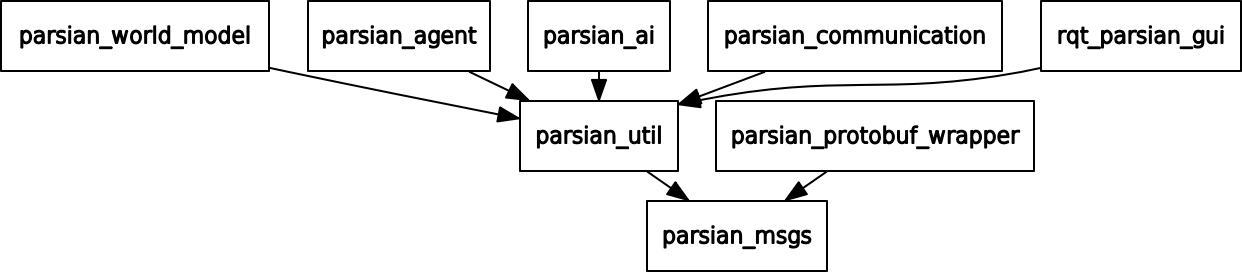 parsian_world_model
parsian_agent
parsian_ai
parsian_communication
rqt_parsian_gui
parsian_util
parsian_protobuf_wrapper
parsian_msgs